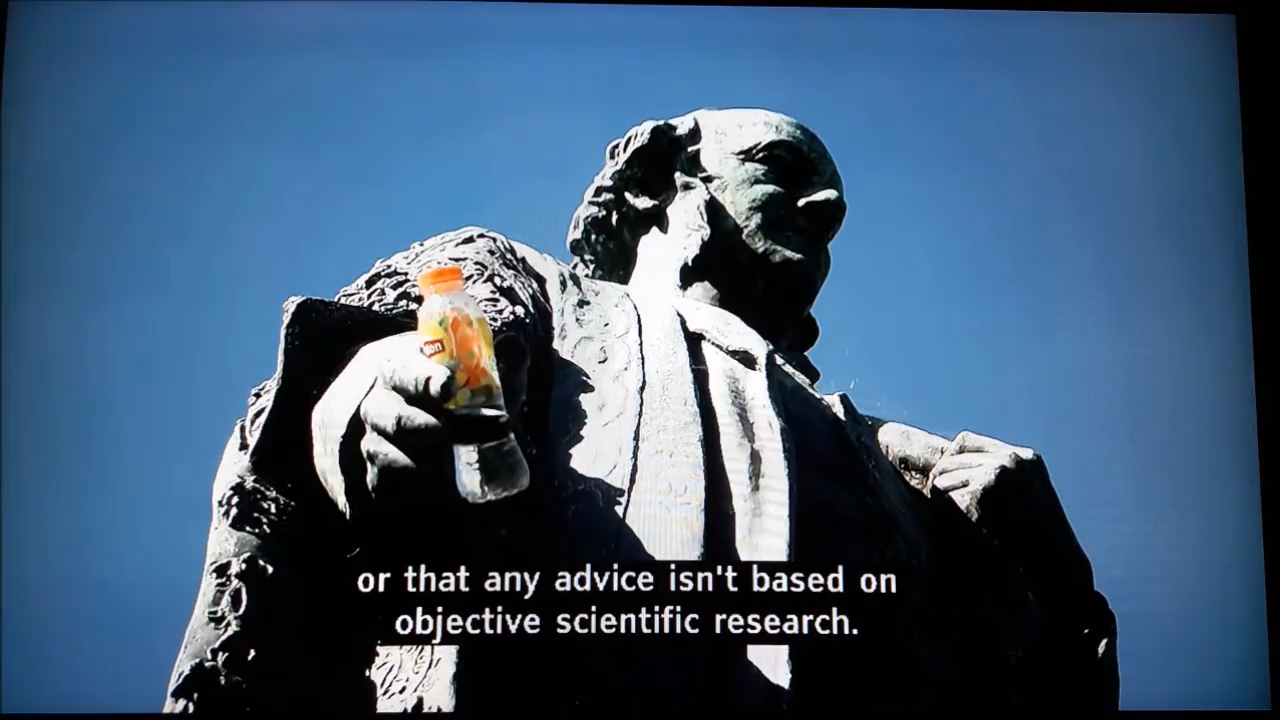 or that any advice isn't based on
objective scientific research.